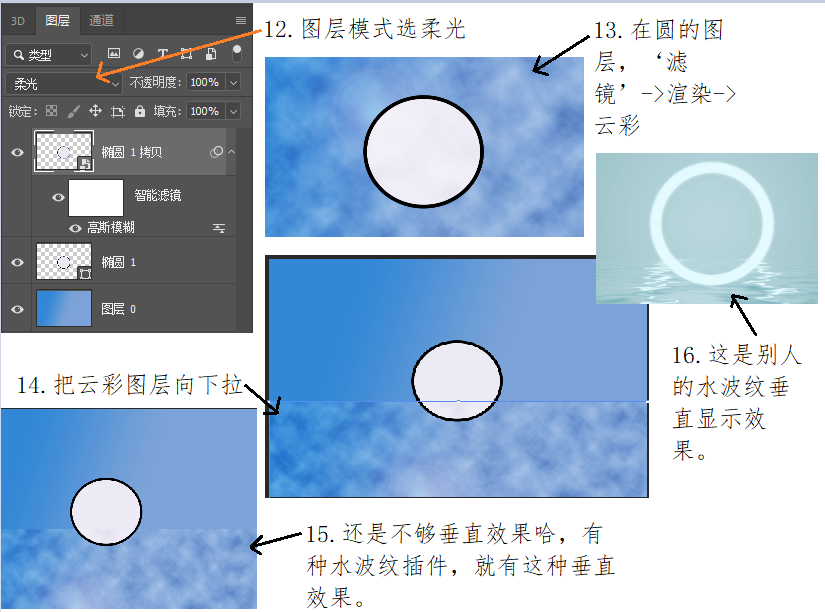 3D 图层 通道
类型
柔光 不透明度: 100%
锁定: 填充: 100%
椭圆 1 拷贝
智能滤镜
高斯模糊
椭圆 1
图层 0
12.图层模式选柔光
13.在圆的图
层，‘滤
镜’->渲染->
云彩
14.把云彩图层向下拉
15.还是不够垂直效果哈，有
种水波纹插件，就有这种垂直
效果。
16.这是别人
的水波纹垂
直显示效
果。